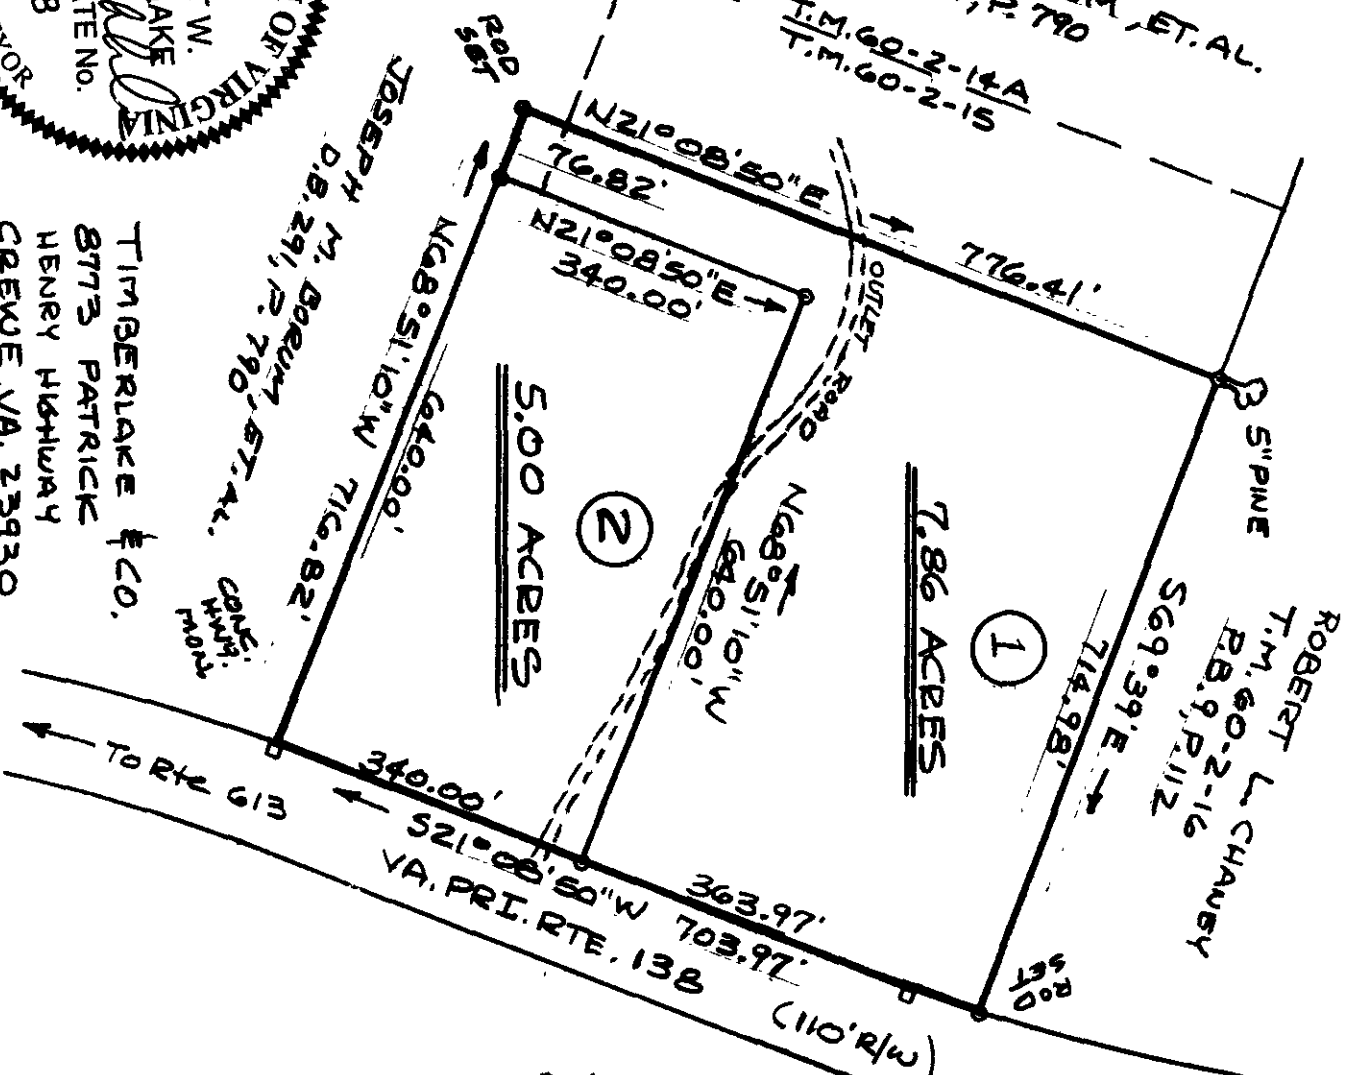 P. 790
ET. AL.
T.M. 60-2-14A
T.M. 60-2-15
W.
OF VIRGINIA
ROD
SET
JOSEPH M. BORUM, ET. AL.
D.B. 291, P. 790
TIMBERLAKE & CO.
8773 PATRICK
HENRY HIGHWAY
CREWE, VA. 23930
N21°08'50"E
76.82'
776.41'
N21°08'50"E
340.00'
OUTLET ROAD
5" PINE
N68°51'10"W 716.82'
640.00'
5.00 ACRES
2
N68°51'10"W
640.00'
7.86 ACRES
1
S69°39'E
714.98'
ROBERT L. CHANEY
T.M. 60-2-16
P.B. 9, P. 112
CONC.
HWY.
MON.
ROD
SET
340.00'
363.97'
S21°08'50"W 703.97'
TO Rte 613
VA. PRI. RTE. 138 (110' R/W)